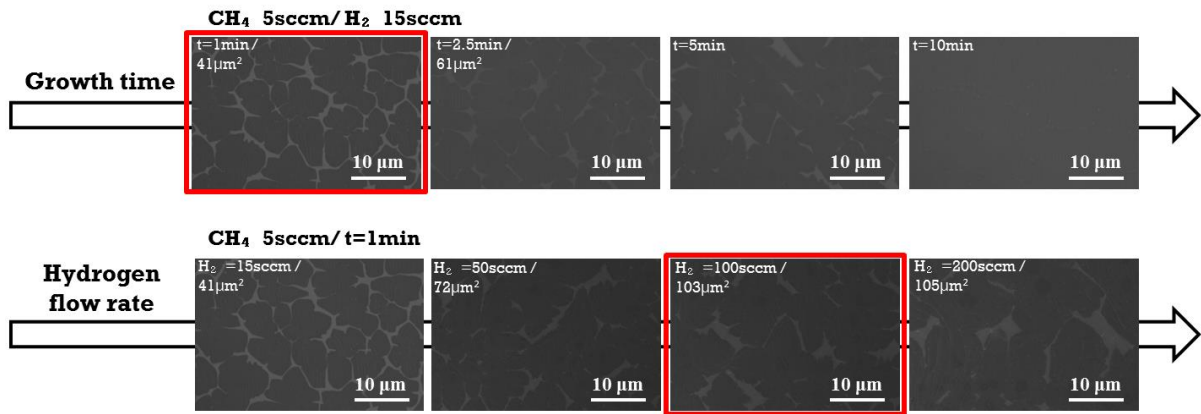 CH₄ 5sccm/H₂ 15sccm
Growth time
t=1min/
41μm²
10 μm
t=2.5min/
61μm²
10 μm
t=5min
10 μm
t=10min
10 μm
CH₄ 5sccm/t=1min
Hydrogen
flow rate
H₂ =15sccm/
41μm²
10 μm
H₂ =50sccm/
72μm²
10 μm
H₂ =100sccm/
103μm²
10 μm
H₂ =200sccm/
105μm²
10 μm